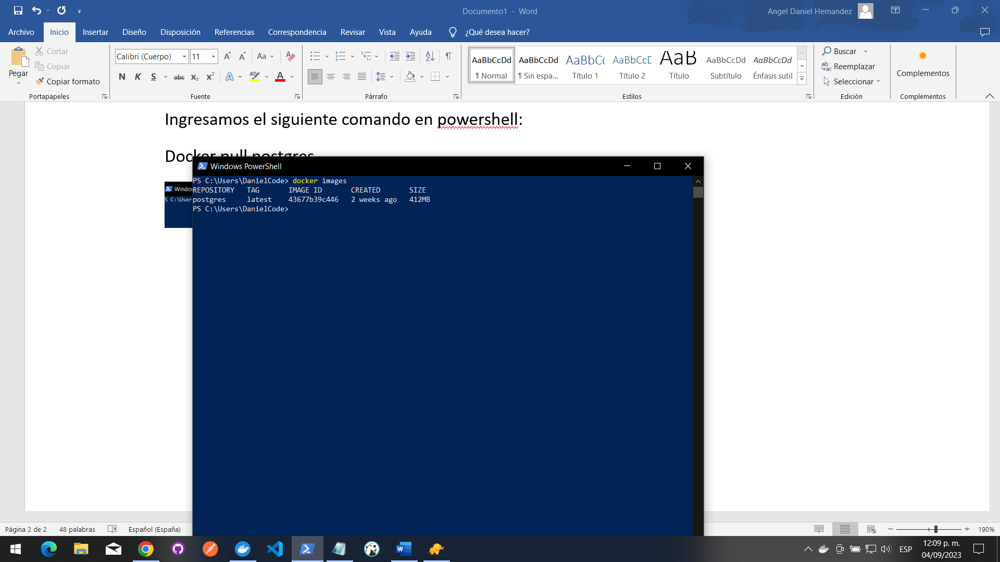 Documento1 - Word
Angel Daniel Hernandez
Archivo Inicio Insertar Diseño Disposición Referencias Correspondencia Revisar Vista Ayuda ¿Qué desea hacer?
Pegar
Cortar
Copiar
Copiar formato
Portapapeles
Calibri (Cuerpo) 11
Aa
N K S abc x₂ x²
Fuente
Párrafo
AaBbCcDd AaBbCcDd AaBbCc AaBbCcD AaB AaBbCcDd AaBbCcDd
¶ Normal ¶ Sin espa... Título 1 Título 2 Título Subtítulo Énfasis sutil
Estilos
Buscar
Reemplazar
Seleccionar
Edición
Complementos
Complementos
Ingresamos el siguiente comando en powershell:
Docker pull postgres
Windows PowerShell
PS C:\Users\DanielCode> docker images
REPOSITORY TAG IMAGE ID CREATED SIZE
postgres latest 43677b39c446 2 weeks ago 412MB
PS C:\Users\DanielCode>
Página 2 de 2 48 palabras Español (España) 190%
ESP
12:09 p. m.
04/09/2023